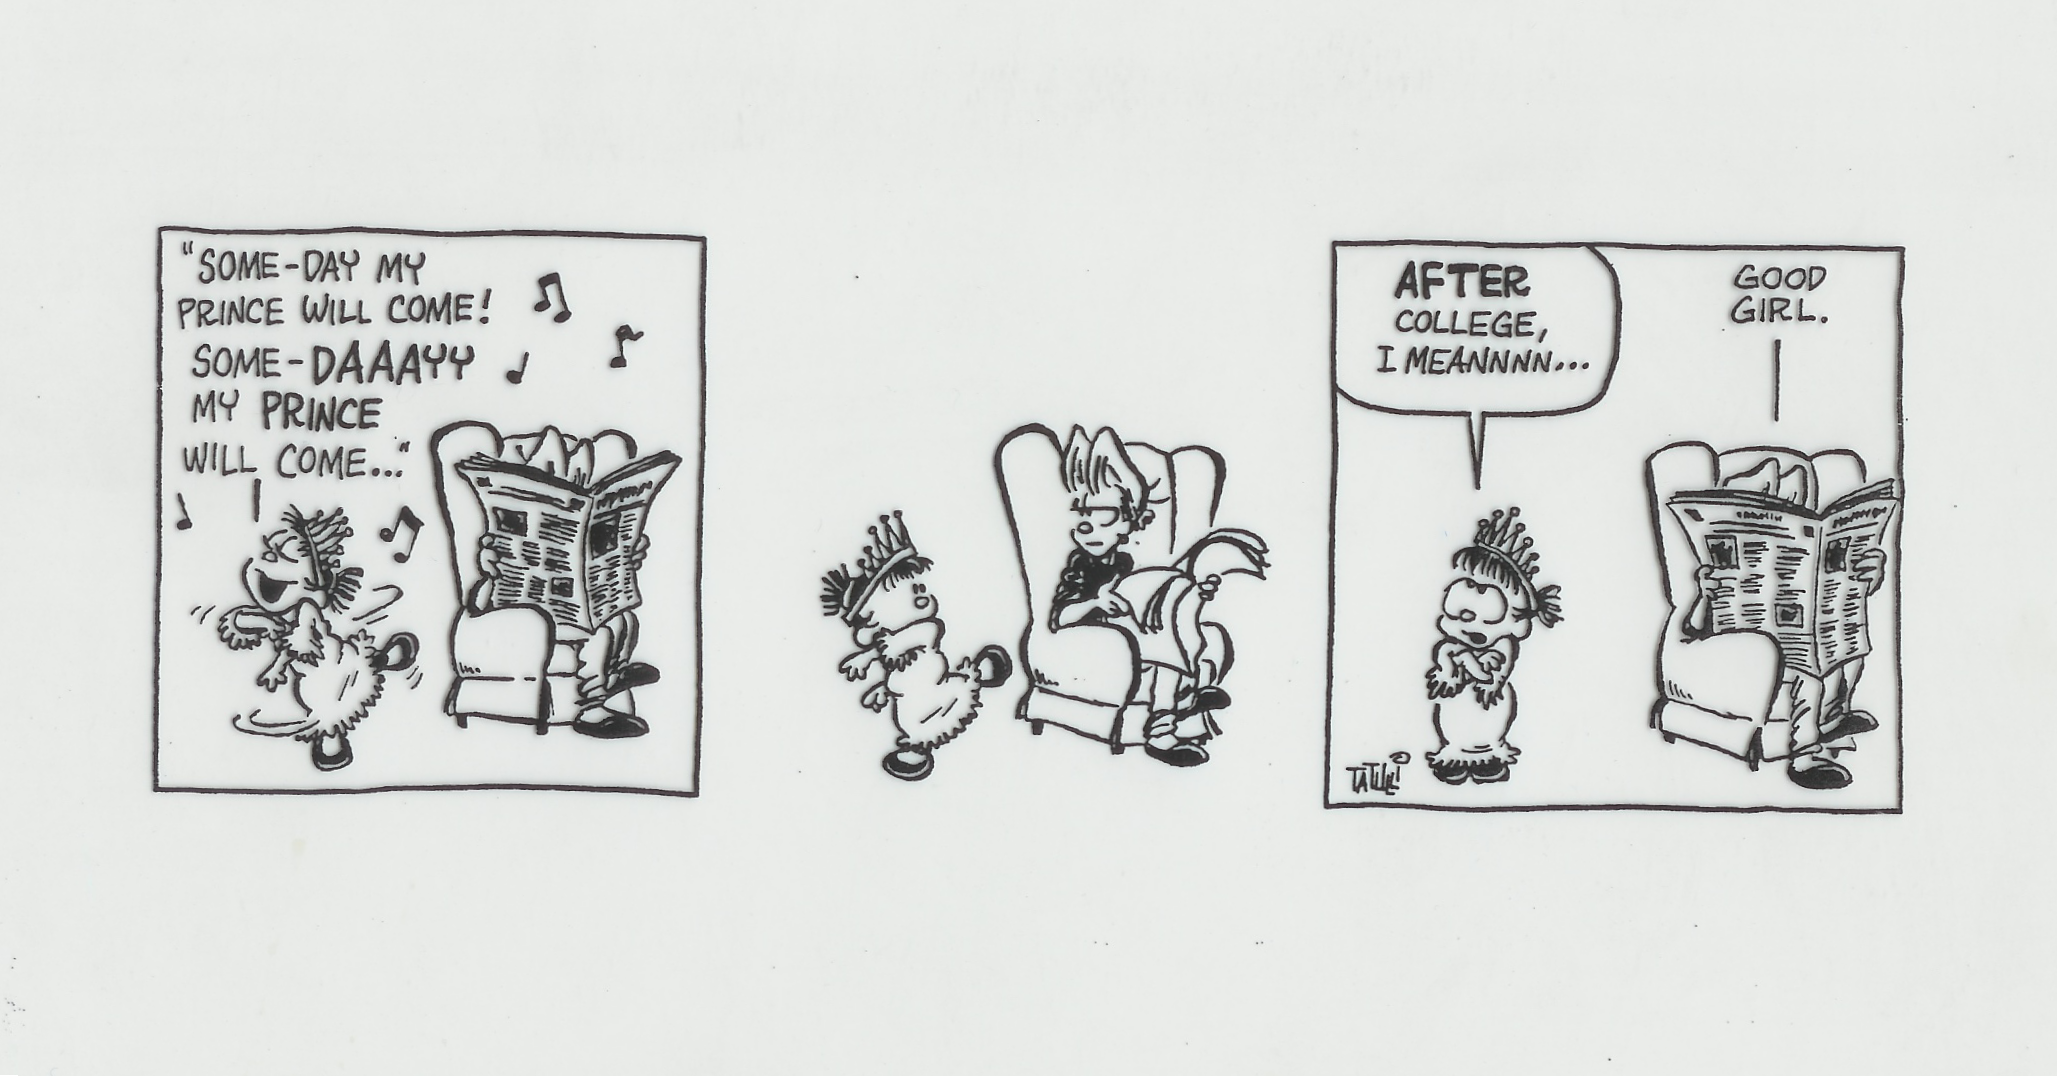 "SOME-DAY MY
PRINCE WILL COME!
SOME-DAAAYY
MY PRINCE
WILL COME..."
AFTER
COLLEGE,
I MEANNNN...
GOOD
GIRL.
TATULLI